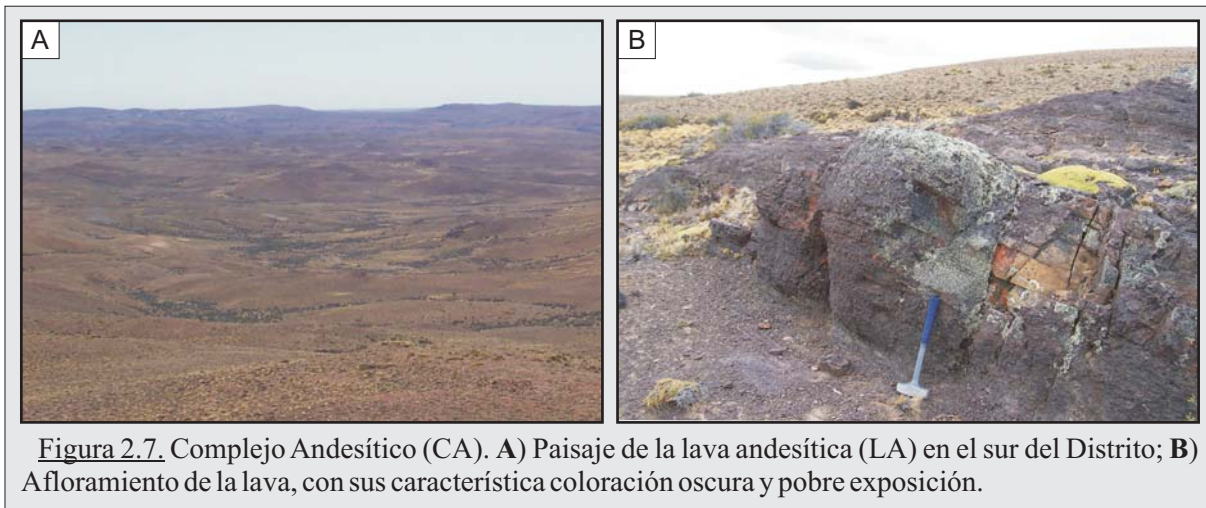 A
B
Figura 2.7. Complejo Andesítico (CA). A) Paisaje de la lava andesítica (LA) en el sur del Distrito; B)
Afloramiento de la lava, con sus característica coloración oscura y pobre exposición.